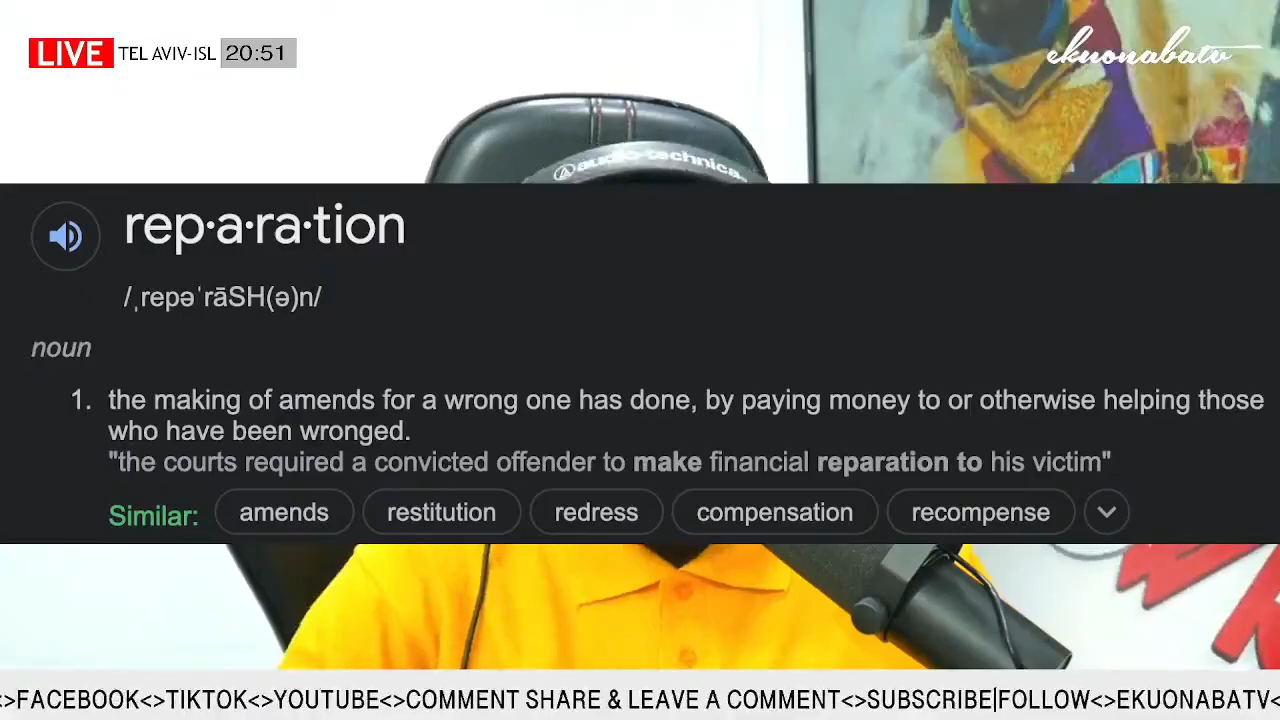 LIVE TEL AVIV-ISL 20:51
ekuonabatv
audio-technica
rep·a·ra·tion
/ˌrepəˈrāSH(ə)n/
noun
1. the making of amends for a wrong one has done, by paying money to or otherwise helping those
who have been wronged.
"the courts required a convicted offender to make financial reparation to his victim"
Similar: amends restitution redress compensation recompense
<>FACEBOOK<>TIKTOK<>YOUTUBE<>COMMENT SHARE & LEAVE A COMMENT<>SUBSCRIBE|FOLLOW<>EKUONABATV<